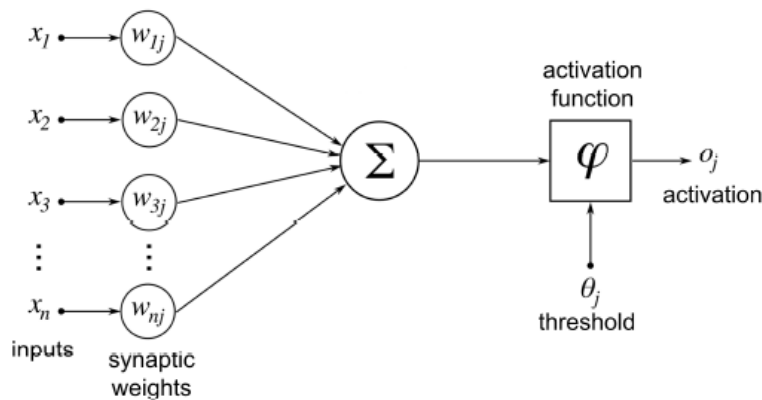 x1
w1j
x2
w2j
activation
function
Σ
φ
oj
activation
x3
w3j
⋮
⋮
xn
wnj
θj
threshold
inputs
synaptic
weights